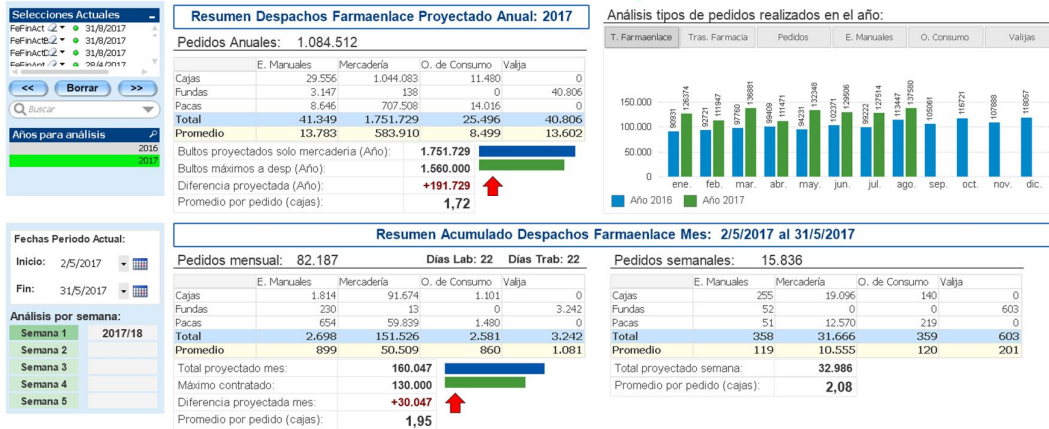 Selecciones Actuales
FeFinAct 31/8/2017
FeFinActB 31/8/2017
FeFinActD 31/8/2017
FeFinAnt 28/4/2017
<< Borrar >>
Buscar
Años para análisis
2016
2017
Resumen Despachos Farmaenlace Proyectado Anual: 2017
Pedidos Anuales: 1.084.512
E. Manuales Mercadería O. de Consumo Valija
Cajas 29.556 1.044.083 11.480 0
Fundas 3.147 138 0 40.806
Pacas 8.646 707.508 14.016 0
Total 41.349 1.751.729 25.496 40.806
Promedio 13.783 583.910 8.499 13.602
Bultos proyectados solo mercaderia (Año): 1.751.729
Bultos máximos a desp (Año): 1.560.000
Diferencia proyectada (Año): +191.729
Promedio por pedido (cajas): 1,72
Análisis tipos de pedidos realizados en el año:
T. Farmaenlace Tras. Farmacia Pedidos E. Manuales O. Consumo Valijas
150.000
100.000
50.000
0
90931 126374 92721 111947 97760 136881 99409 111471 94231 132348 102371 129506 99222 127514 113447 137580 105061 116721 107888 118057
ene. feb. mar. abr. may. jun. jul. ago. sep. oct. nov. dic.
Año 2016 Año 2017
Resumen Acumulado Despachos Farmaenlace Mes: 2/5/2017 al 31/5/2017
Fechas Periodo Actual:
Inicio: 2/5/2017
Fin: 31/5/2017
Análisis por semana:
Semana 1 2017/18
Semana 2
Semana 3
Semana 4
Semana 5
Pedidos mensual: 82.187 Días Lab: 22 Días Trab: 22
E. Manuales Mercadería O. de Consumo Valija
Cajas 1.814 91.674 1.101 0
Fundas 230 13 0 3.242
Pacas 654 59.839 1.480 0
Total 2.698 151.526 2.581 3.242
Promedio 899 50.509 860 1.081
Total proyectado mes: 160.047
Máximo contratado: 130.000
Diferencia proyectada mes: +30.047
Promedio por pedido (cajas): 1,95
Pedidos semanales: 15.836
E. Manuales Mercadería O. de Consumo Valija
Cajas 255 19.096 140 0
Fundas 52 0 0 603
Pacas 51 12.570 219 0
Total 358 31.666 359 603
Promedio 119 10.555 120 201
Total proyectado semana: 32.986
Promedio por pedido (cajas): 2,08